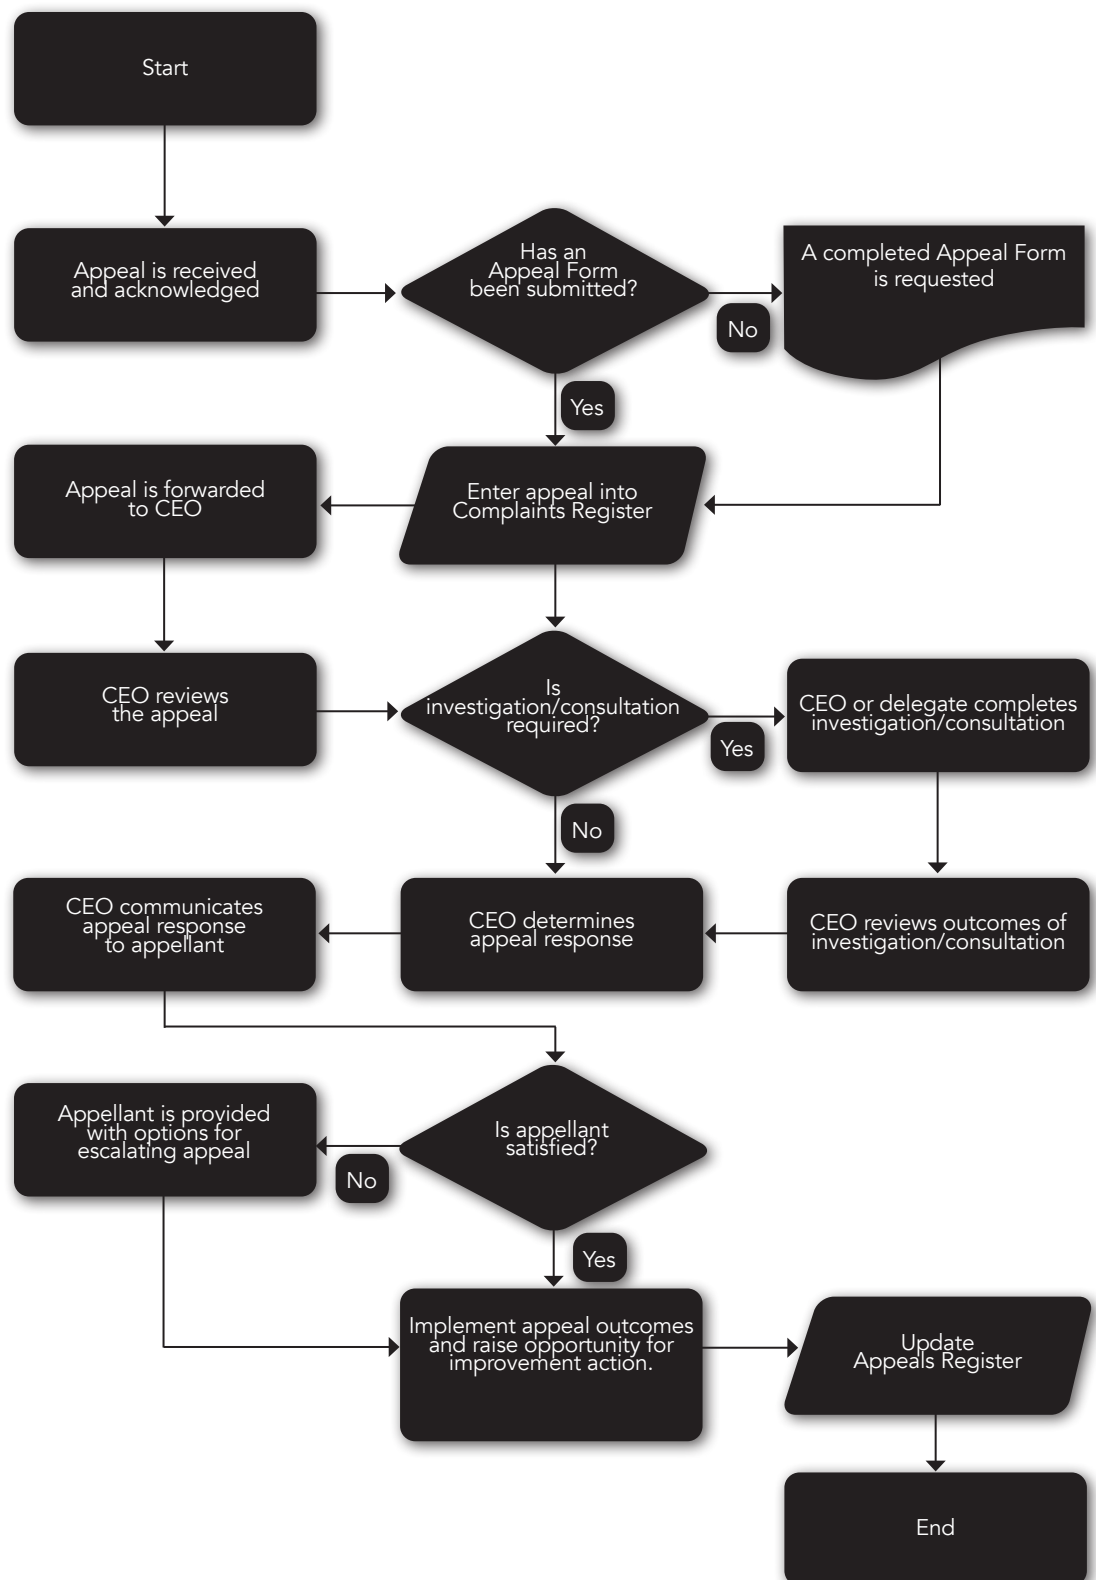 Start
Appeal is received
and acknowledged
Has an
Appeal Form
been submitted?
No
A completed Appeal Form
is requested
Yes
Appeal is forwarded
to CEO
Enter appeal into
Complaints Register
CEO reviews
the appeal
Is
investigation/consultation
required?
Yes
CEO or delegate completes
investigation/consultation
No
CEO communicates
appeal response
to appellant
CEO determines
appeal response
CEO reviews outcomes of
investigation/consultation
Appellant is provided
with options for
escalating appeal
No
Is appellant
satisfied?
Yes
Implement appeal outcomes
and raise opportunity for
improvement action.
Update
Appeals Register
End